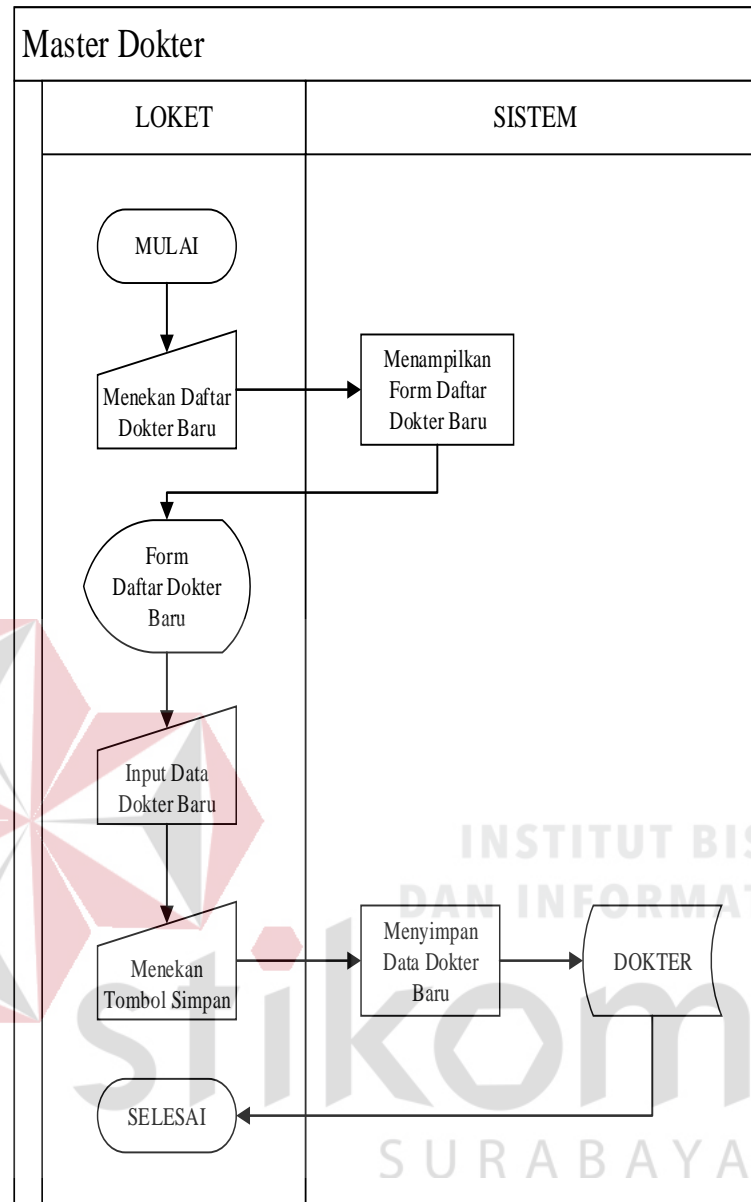 Master Dokter
LOKET
SISTEM
MULAI
Menekan Daftar
Dokter Baru
Menampilkan
Form Daftar
Dokter Baru
Form
Daftar Dokter
Baru
Input Data
Dokter Baru
INSTITUT BIS
DAN INFORMAT
Menekan
Tombol Simpan
Menyimpan
Data Dokter
Baru
DOKTER
stikom
SELESAI
SURABAYA